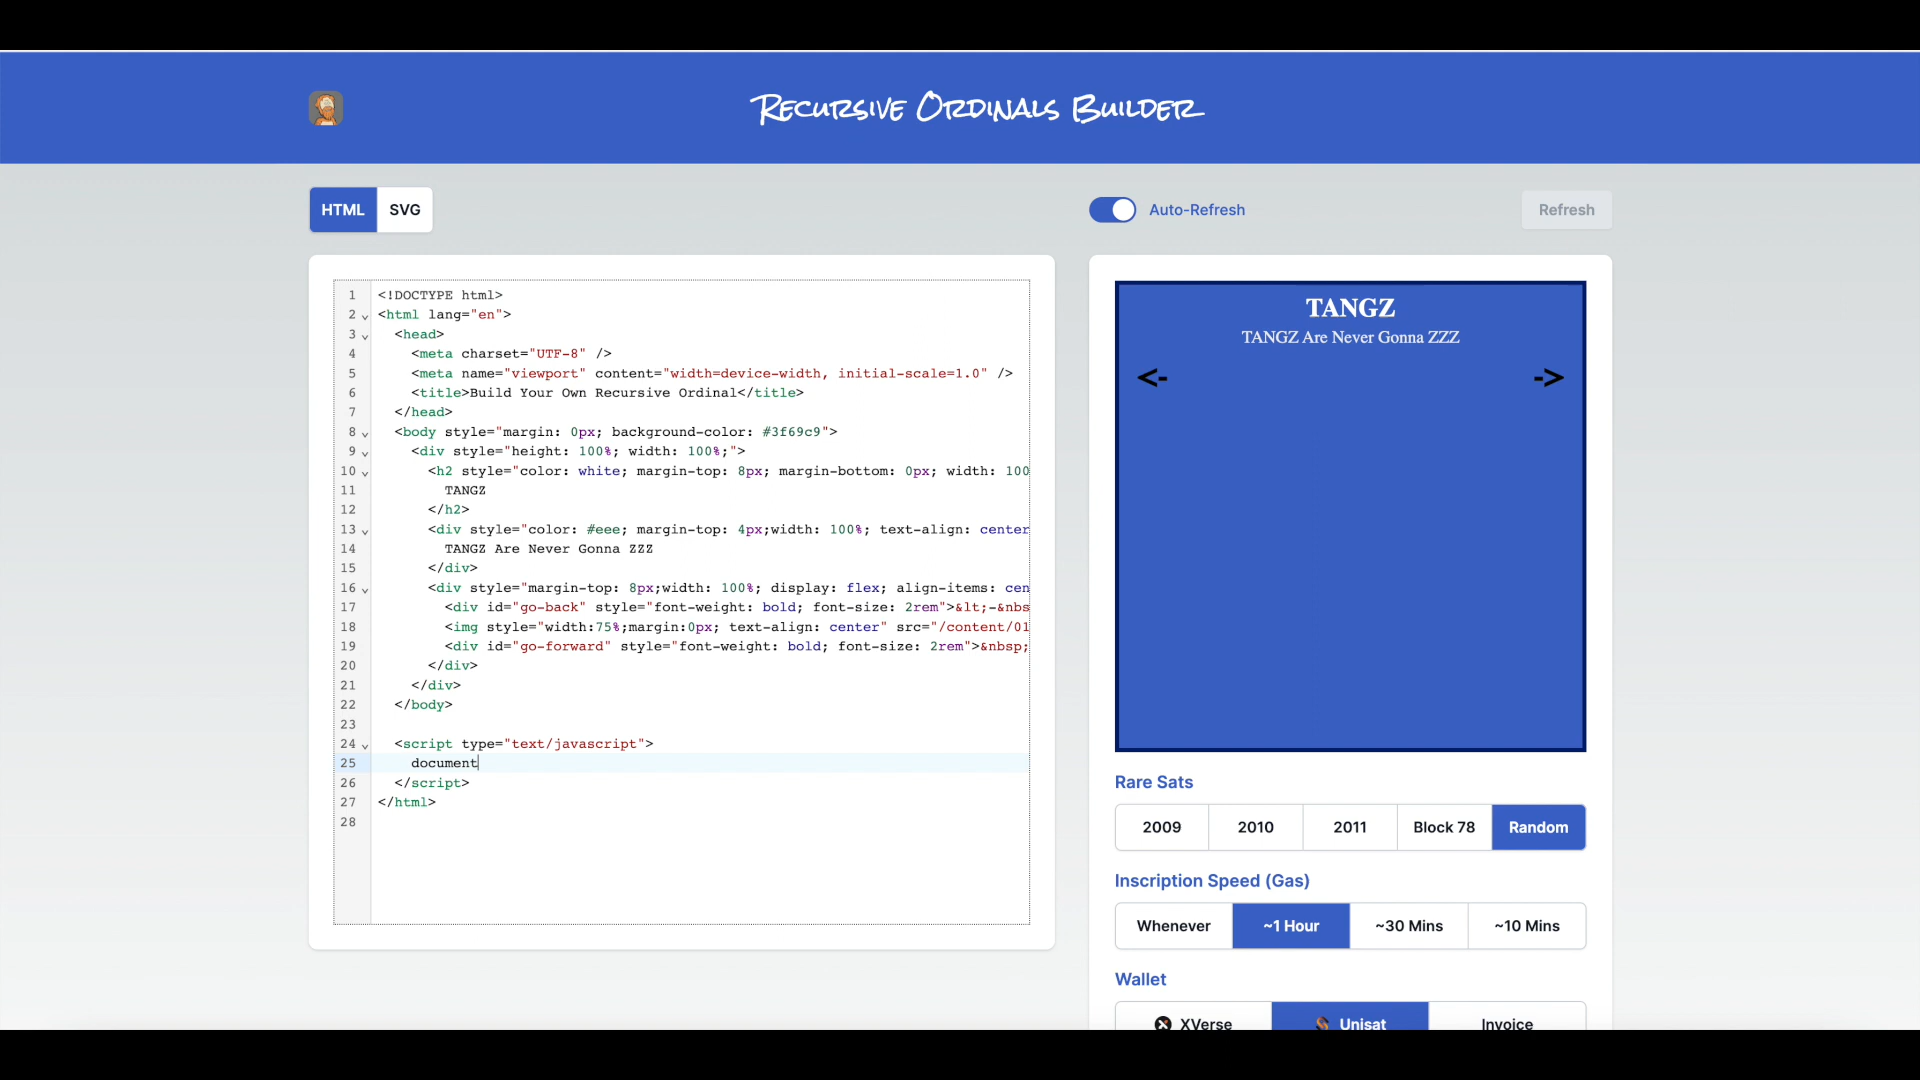 Recursive Ordinals Builder
HTML SVG
Auto-Refresh
Refresh
1 <!DOCTYPE html>
2 <html lang="en">
3 <head>
4 <meta charset="UTF-8" />
5 <meta name="viewport" content="width=device-width, initial-scale=1.0" />
6 <title>Build Your Own Recursive Ordinal</title>
7 </head>
8 <body style="margin: 0px; background-color: #3f69c9">
9 <div style="height: 100%; width: 100%;">
10 <h2 style="color: white; margin-top: 8px; margin-bottom: 0px; width: 100
11 TANGZ
12 </h2>
13 <div style="color: #eee; margin-top: 4px;width: 100%; text-align: center
14 TANGZ Are Never Gonna ZZZ
15 </div>
16 <div style="margin-top: 8px;width: 100%; display: flex; align-items: cen
17 <div id="go-back" style="font-weight: bold; font-size: 2rem">&lt;-&nbs
18 <img style="width:75%;margin:0px; text-align: center" src="/content/01
19 <div id="go-forward" style="font-weight: bold; font-size: 2rem">&nbsp;
20 </div>
21 </div>
22 </body>
23
24 <script type="text/javascript">
25 document
26 </script>
27 </html>
28
TANGZ
TANGZ Are Never Gonna ZZZ
<- ->
Rare Sats
2009 2010 2011 Block 78 Random
Inscription Speed (Gas)
Whenever ~1 Hour ~30 Mins ~10 Mins
Wallet
XVerse Unisat Invoice